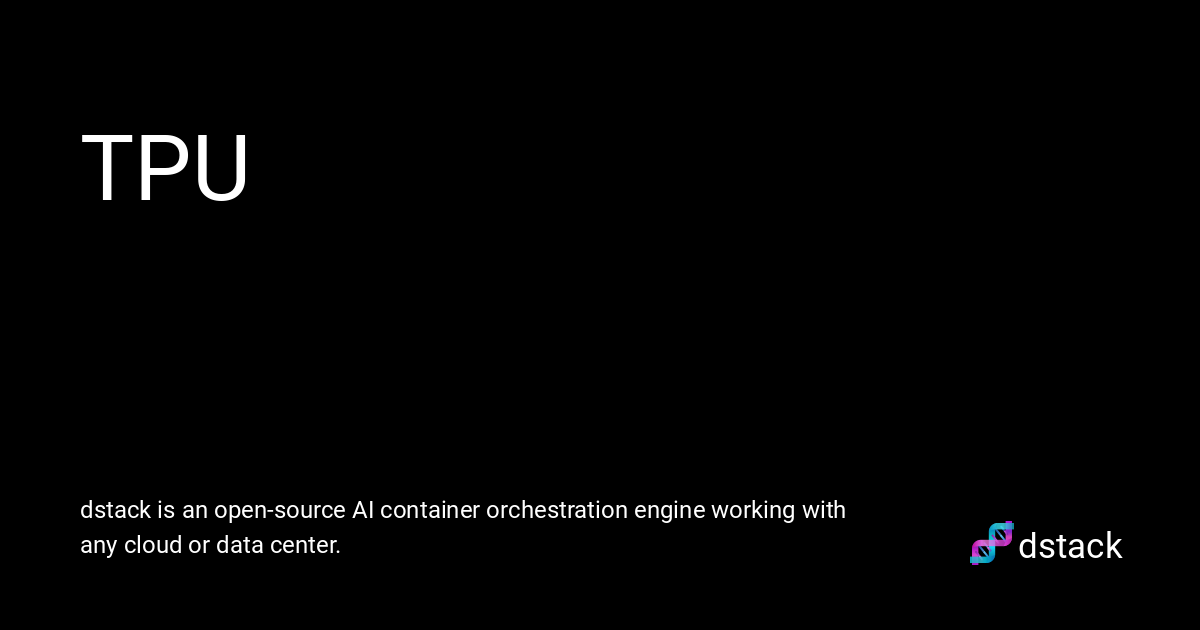 TPU
dstack is an open-source AI container orchestration engine working with
any cloud or data center.
dstack